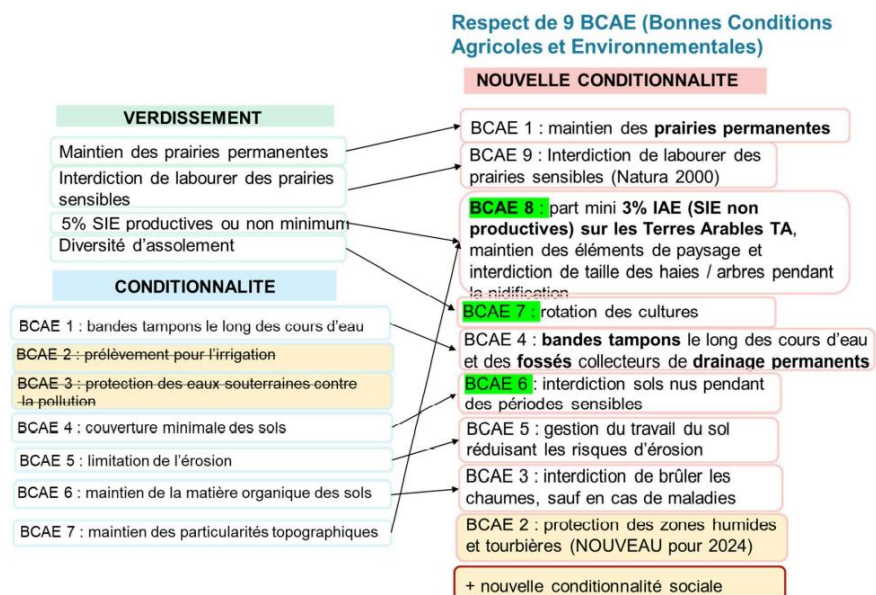 Respect de 9 BCAE (Bonnes Conditions
Agricoles et Environnementales)
NOUVELLE CONDITIONNALITE
VERDISSEMENT
Maintien des prairies permanentes
Interdiction de labourer des prairies
sensibles
5% SIE productives ou non minimum
Diversité d'assolement
CONDITIONNALITE
BCAE 1 : bandes tampons le long des cours d'eau
BCAE 2 : prélèvement pour l'irrigation
BCAE 3 : protection des eaux souterraines contre
la pollution
BCAE 4 : couverture minimale des sols
BCAE 5 : limitation de l'érosion
BCAE 6 : maintien de la matière organique des sols
BCAE 7 : maintien des particularités topographiques
BCAE 1 : maintien des prairies permanentes
BCAE 9 : Interdiction de labourer des
prairies sensibles (Natura 2000)
BCAE 8 : part mini 3% IAE (SIE non
productives) sur les Terres Arables TA,
maintien des éléments de paysage et
interdiction de taille des haies / arbres pendant
la nidification
BCAE 7 : rotation des cultures
BCAE 4 : bandes tampons le long des cours d'eau
et des fossés collecteurs de drainage permanents
BCAE 6 : interdiction sols nus pendant
des périodes sensibles
BCAE 5 : gestion du travail du sol
réduisant les risques d'érosion
BCAE 3 : interdiction de brûler les
chaumes, sauf en cas de maladies
BCAE 2 : protection des zones humides
et tourbières (NOUVEAU pour 2024)
+ nouvelle conditionnalité sociale